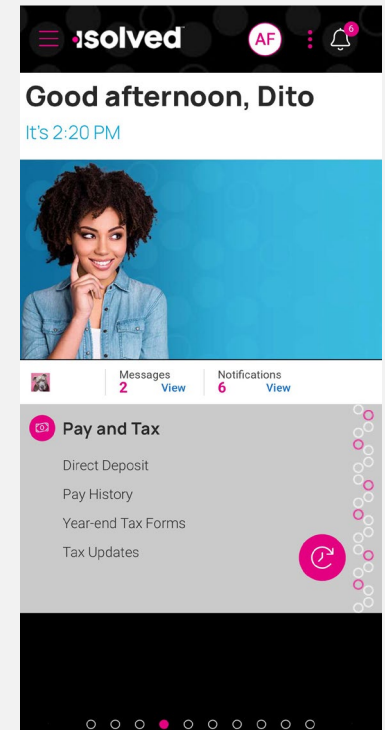 isolved
AF
6
Good afternoon, Dito
It's 2:20 PM
Messages
2 View
Notifications
6 View
Pay and Tax
Direct Deposit
Pay History
Year-end Tax Forms
Tax Updates